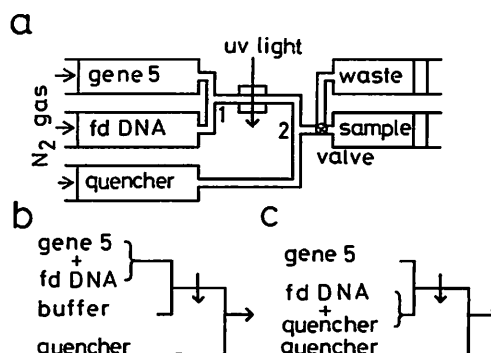 a
uv light
gene 5
waste
N2 gas
fd DNA
1
2
sample
valve
quencher
b
gene 5
+
fd DNA
buffer
quencher
c
gene 5
fd DNA
+
quencher
quencher